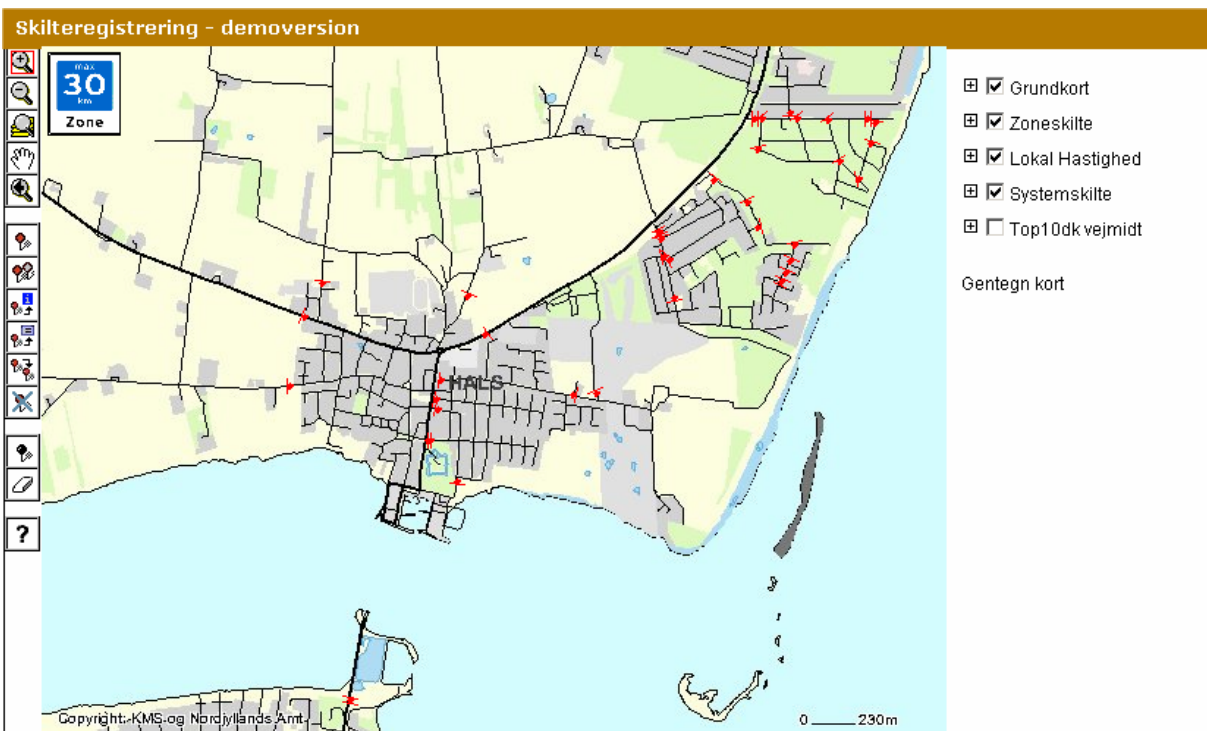 Skilteregistrering - demoversion
max
30
km
Zone
Grundkort
Zoneskilte
Lokal Hastighed
Systemskilte
Top10dk vejmidt
Gentegn kort
HALS
?
Copyright: KMS og Nordjyllands Amt
0 230m